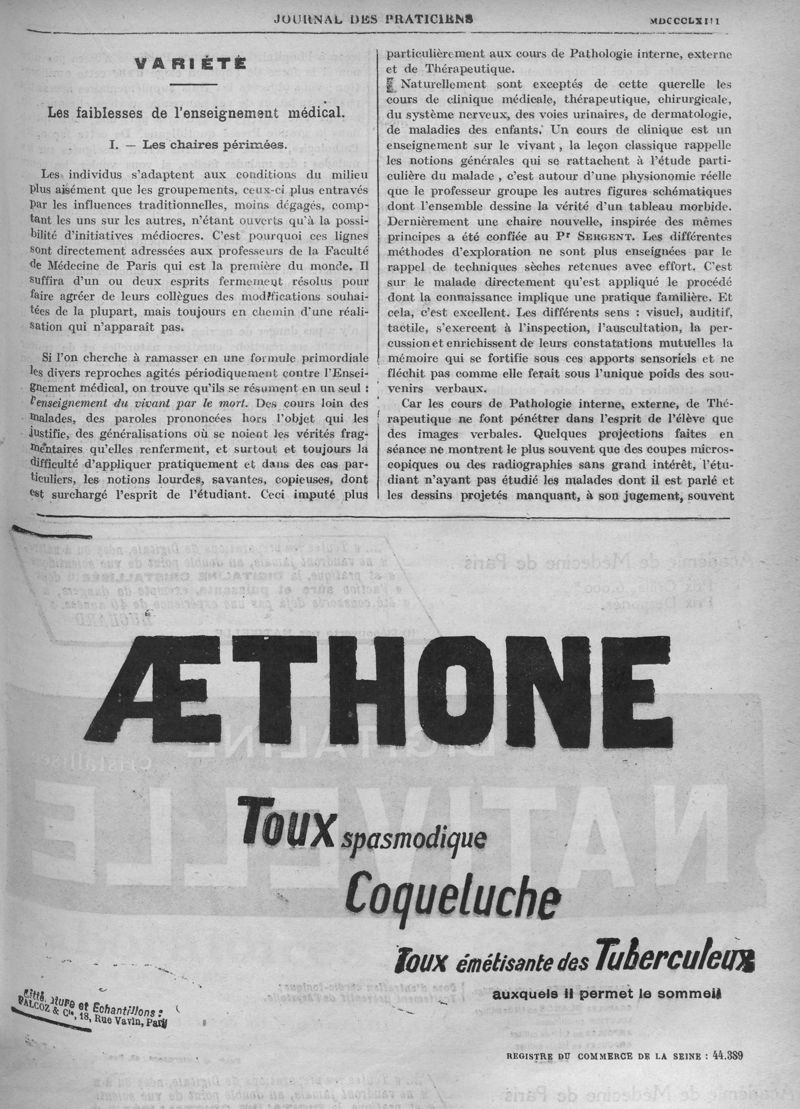 JOURNAL DES PRATICIENS
MDCCCLXIII
VARIÉTÉ
Les faiblesses de l'enseignement médical.
I. — Les chaires périmées.
Les individus s'adaptent aux conditions du milieu
plus aisément que les groupements, ceux-ci plus entravés
par les influences traditionnelles, moins dégagés, comp-
tant les uns sur les autres, n'étant ouverts qu'à la possi-
bilité d'initiatives médiocres. C'est pourquoi ces lignes
sont directement adressées aux professeurs de la Faculté
de Médecine de Paris qui est la première du monde. Il
suffira d'un ou deux esprits fermement résolus pour
faire agréer de leurs collègues des modifications souhai-
tées de la plupart, mais toujours en chemin d'une réali-
sation qui n'apparaît pas.
Si l'on cherche à ramasser en une formule primordiale
les divers reproches agités périodiquement contre l'Ensei-
gnement médical, on trouve qu'ils se résument en un seul :
l'enseignement du vivant par le mort. Des cours loin des
malades, des paroles prononcées hors l'objet qui les
justifie, des généralisations où se noient les vérités frag-
mentaires qu'elles renferment, et surtout et toujours la
difficulté d'appliquer pratiquement et dans des cas par-
ticuliers, les notions lourdes, savantes, copieuses, dont
est surchargé l'esprit de l'étudiant. Ceci imputé plus
particulièrement aux cours de Pathologie interne, externe
et de Thérapeutique.
Naturellement sont exceptés de cette querelle les
cours de clinique médicale, thérapeutique, chirurgicale,
du système nerveux, des voies urinaires, de dermatologie,
de maladies des enfants. Un cours de clinique est un
enseignement sur le vivant, la leçon classique rappelle
les notions générales qui se rattachent à l'étude parti-
culière du malade, c'est autour d'une physionomie réelle
que le professeur groupe les autres figures schématiques
dont l'ensemble dessine la vérité d'un tableau morbide.
Dernièrement une chaire nouvelle, inspirée des mêmes
principes a été confiée au Pr SERGENT. Les différentes
méthodes d'exploration ne sont plus enseignées par le
rappel de techniques sèches retenues avec effort. C'est
sur le malade directement qu'est appliqué le procédé
dont la connaissance implique une pratique familière. Et
cela, c'est excellent. Les différents sens : visuel, auditif,
tactile, s'exercent à l'inspection, l'auscultation, la per-
cussion et enrichissent de leurs constatations mutuelles la
mémoire qui se fortifie sous ces apports sensoriels et ne
fléchit pas comme elle ferait sous l'unique poids des sou-
venirs verbaux.
Car les cours de Pathologie interne, externe, de Thé-
rapeutique ne font pénétrer dans l'esprit de l'élève que
des images verbales. Quelques projections faites en
séance ne montrent le plus souvent que des coupes micros-
copiques ou des radiographies sans grand intérêt, l'étu-
diant n'ayant pas étudié les malades dont il est parlé et
les dessins projetés manquant, à son jugement, souvent
ÆTHONE
Toux spasmodique
Coqueluche
Toux émétisante des Tuberculeux
auxquels il permet le sommeil
et Echantillons :
FALCOZ & Cie, 18, Rue Vavin, Paris
REGISTRE DU COMMERCE DE LA SEINE : 44.389